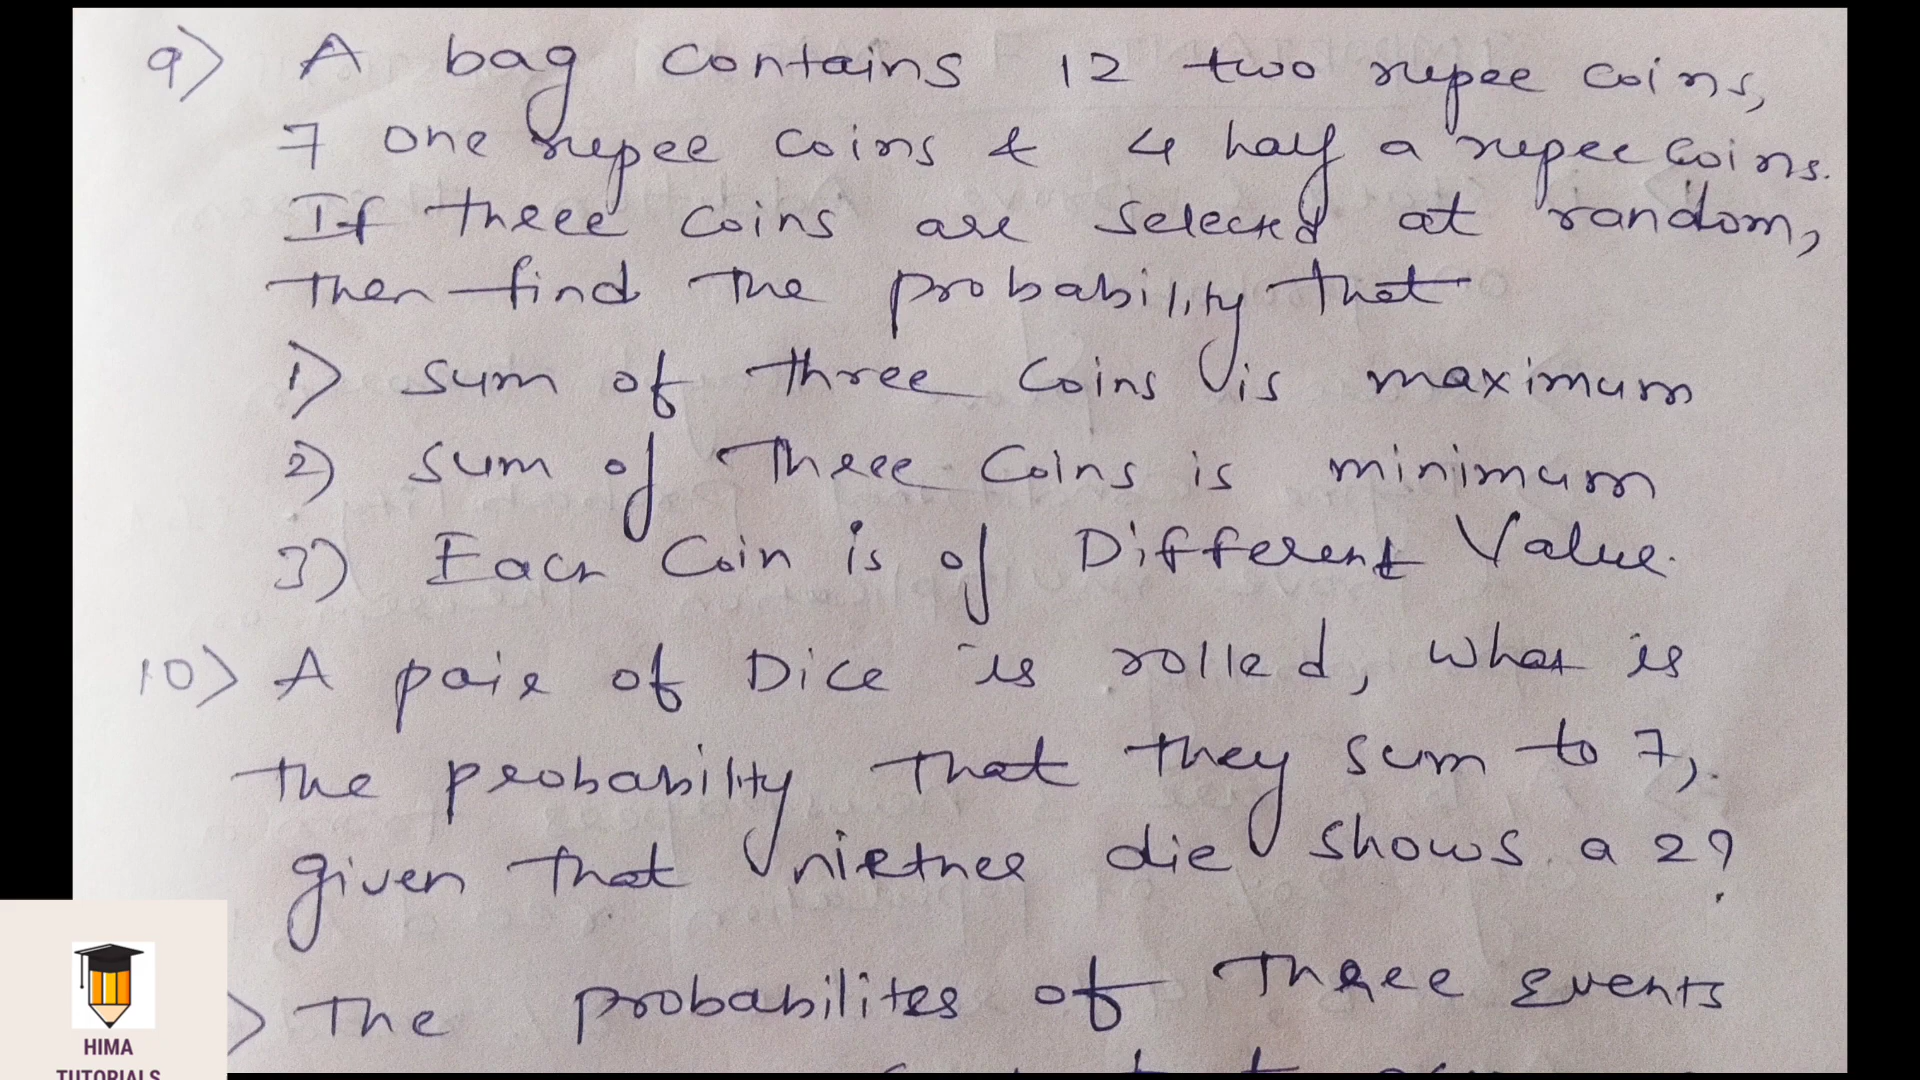 9) A bag contains 12 two rupee coins,
7 one rupee coins & 4 half a rupee coins.
If three coins are selected at random,
then find the probability that
1) sum of three coins is maximum
2) sum of three coins is minimum
3) Each Coin is of Different Value.
10) A pair of Dice is rolled, what is
the probability that they sum to 7,
given that niether die shows a 2?
) The probabilites of Three events
HIMA
TUTORIALS